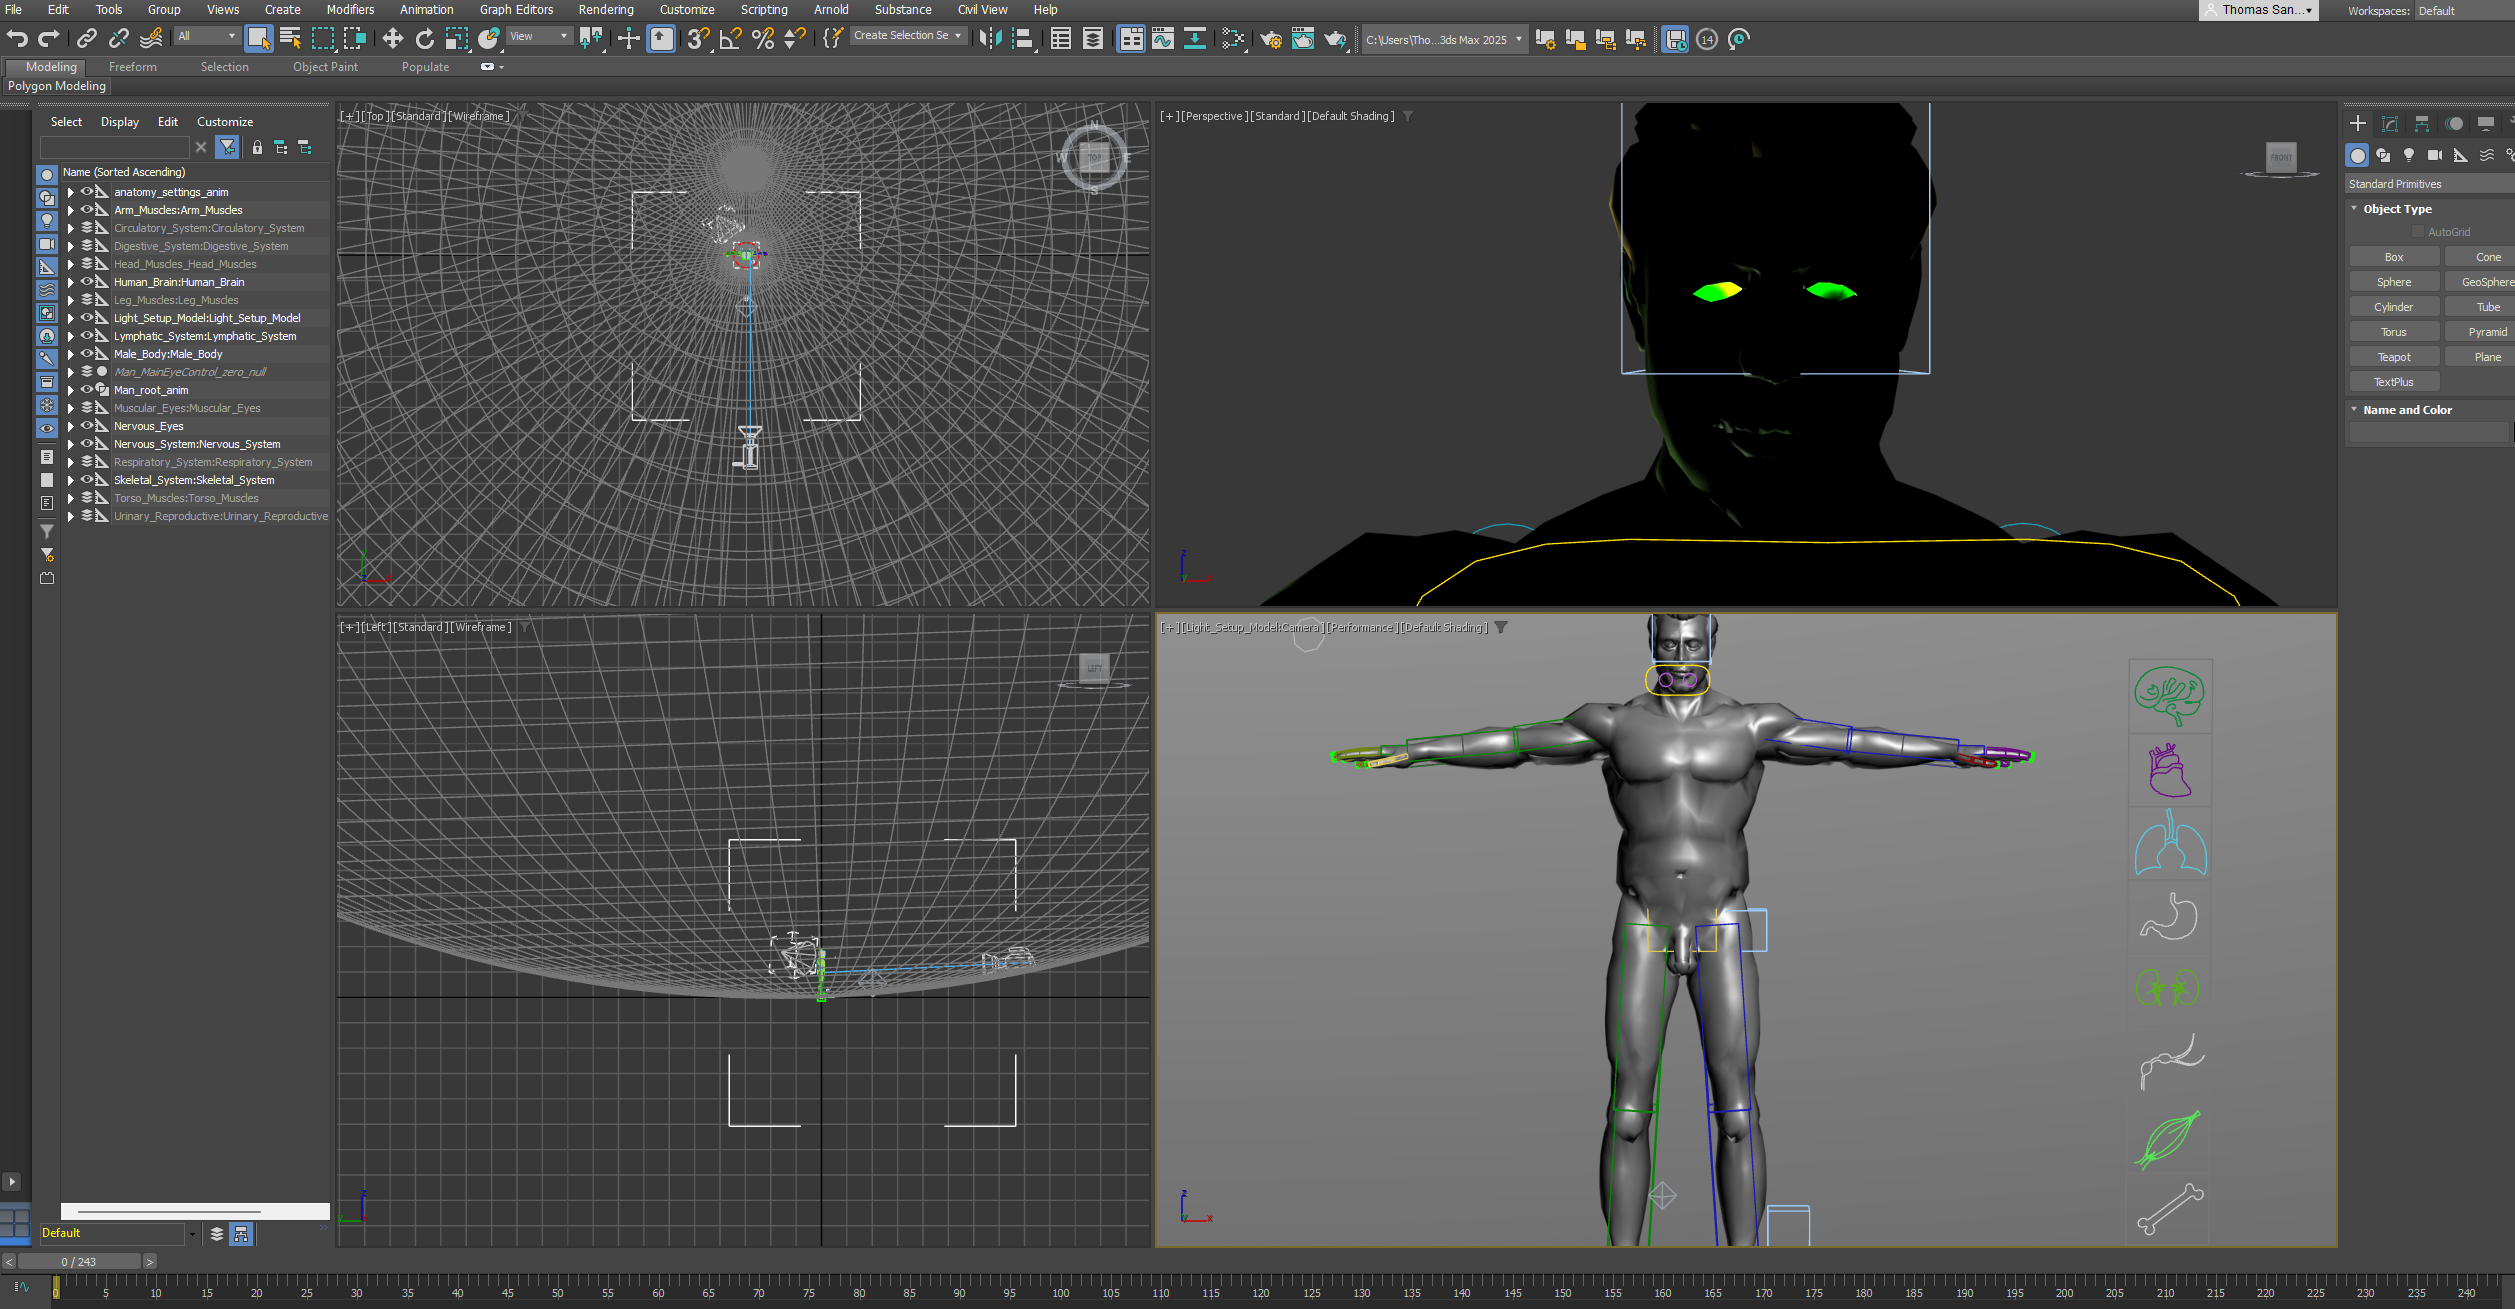 File Edit Tools Group Views Create Modifiers Animation Graph Editors Rendering Customize Scripting Arnold Substance Civil View Help
Thomas San...
Workspaces: Default
All
View
Create Selection Se
C:\Users\Tho...3ds Max 2025
14
Modeling Freeform Selection Object Paint Populate
Polygon Modeling
Select Display Edit Customize
Name (Sorted Ascending)
anatomy_settings_anim
Arm_Muscles:Arm_Muscles
Circulatory_System:Circulatory_System
Digestive_System:Digestive_System
Head_Muscles_Head_Muscles
Human_Brain:Human_Brain
Leg_Muscles:Leg_Muscles
Light_Setup_Model:Light_Setup_Model
Lymphatic_System:Lymphatic_System
Male_Body:Male_Body
Man_MainEyeControl_zero_null
Man_root_anim
Muscular_Eyes:Muscular_Eyes
Nervous_Eyes
Nervous_System:Nervous_System
Respiratory_System:Respiratory_System
Skeletal_System:Skeletal_System
Torso_Muscles:Torso_Muscles
Urinary_Reproductive:Urinary_Reproductive
Default
[+][Top][Standard][Wireframe]
N
W TOP E
S
[+][Perspective][Standard][Default Shading]
FRONT
z
[+][Left][Standard][Wireframe]
LEFT
z
[+][Light_Setup_Model:Camera][Performance][Default Shading]
z
x
Standard Primitives
Object Type
AutoGrid
Box Cone
Sphere GeoSphere
Cylinder Tube
Torus Pyramid
Teapot Plane
TextPlus
Name and Color
< 0 / 243 >
0 5 10 15 20 25 30 35 40 45 50 55 60 65 70 75 80 85 90 95 100 105 110 115 120 125 130 135 140 145 150 155 160 165 170 175 180 185 190 195 200 205 210 215 220 225 230 235 240